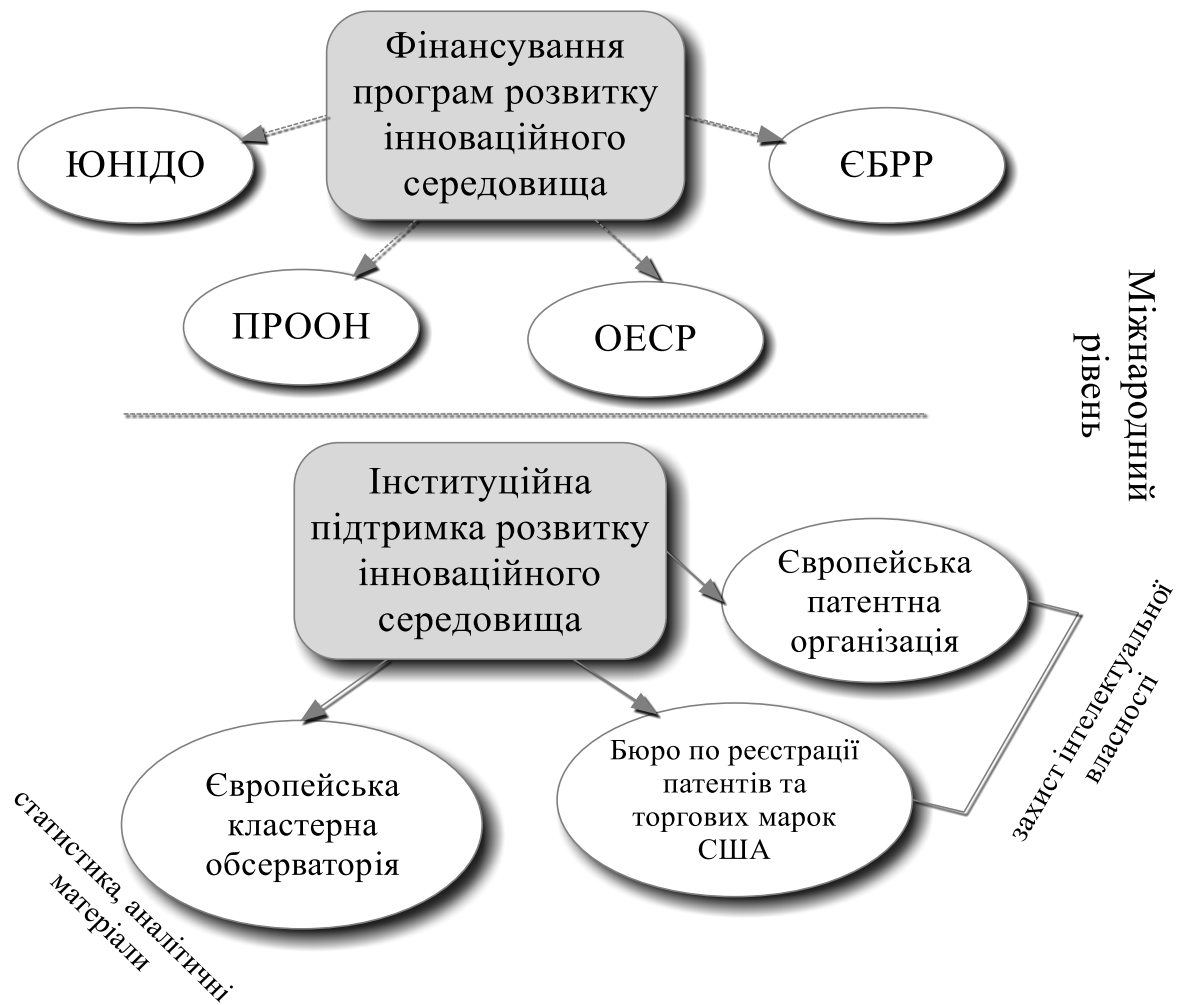 Фінансування
програм розвитку
інноваційного
середовища
ЮНІДО
ЄБРР
ПРООН
ОЕСР
Міжнародний
рівень
Інституційна
підтримка розвитку
інноваційного
середовища
Європейська
патентна
організація
Бюро по реєстрації
патентів та
торгових марок
США
захист інтелектуальної
власності
Європейська
кластерна
обсерваторія
статистика, аналітичні
матеріали